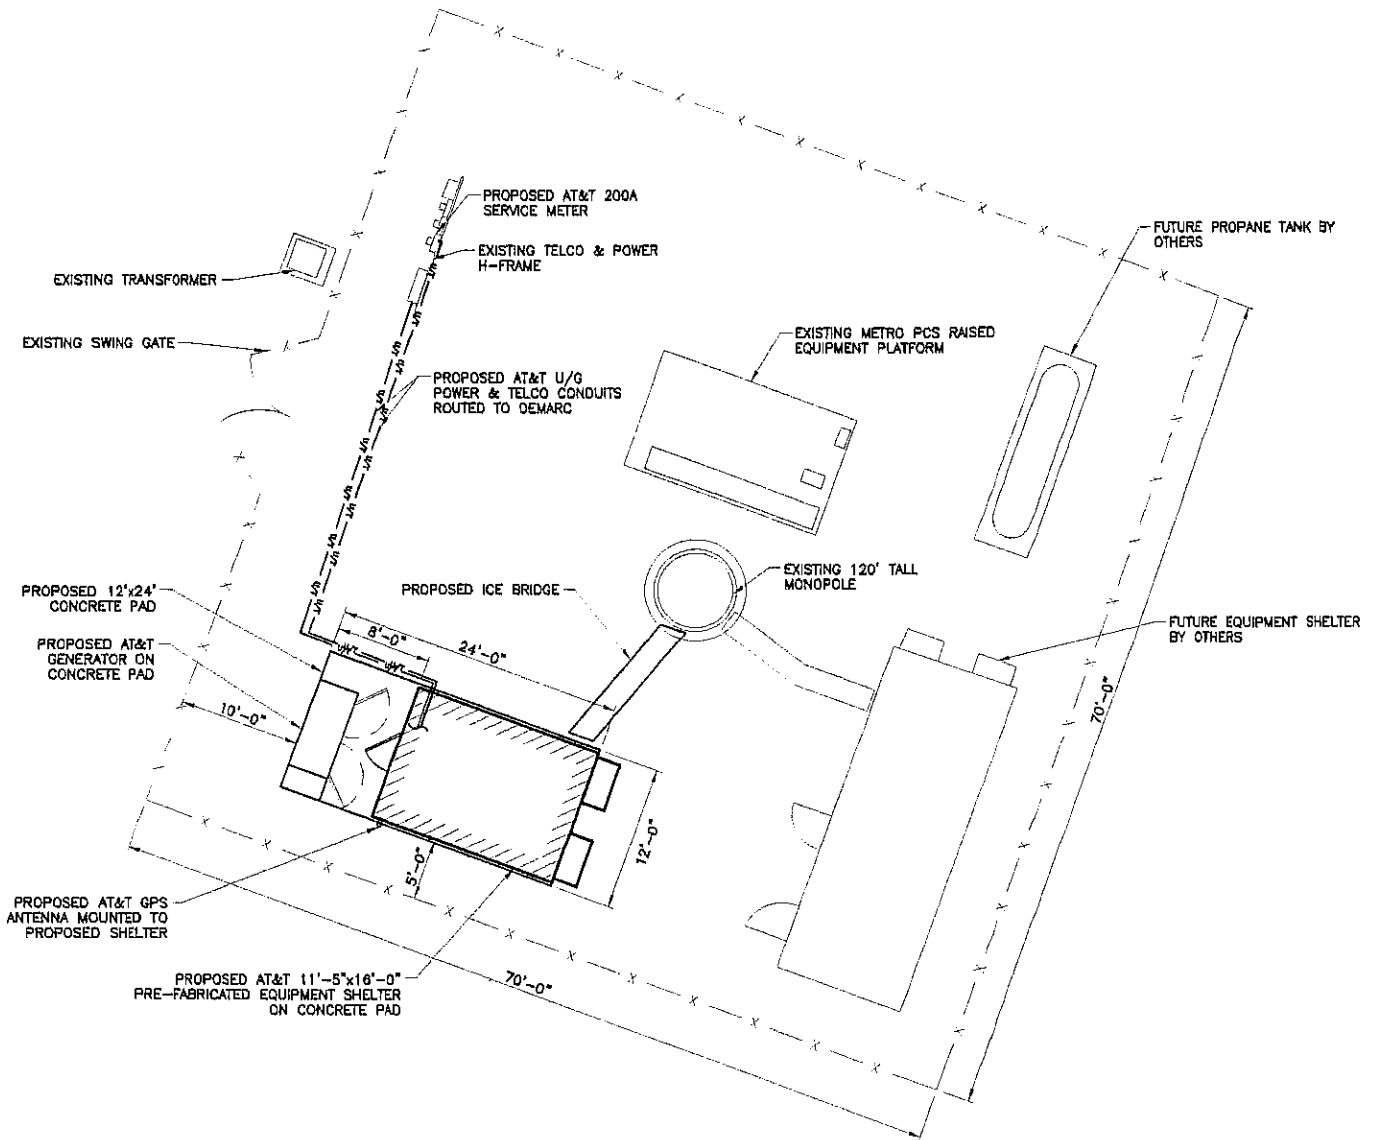 PROPOSED AT&T 200A
SERVICE METER
EXISTING TELCO & POWER
H-FRAME
FUTURE PROPANE TANK BY
OTHERS
EXISTING TRANSFORMER
EXISTING SWING GATE
EXISTING METRO PCS RAISED
EQUIPMENT PLATFORM
PROPOSED AT&T U/G
POWER & TELCO CONDUITS
ROUTED TO DEMARC
EXISTING 120' TALL
MONOPOLE
PROPOSED ICE BRIDGE
PROPOSED 12'x24'
CONCRETE PAD
FUTURE EQUIPMENT SHELTER
BY OTHERS
PROPOSED AT&T
GENERATOR ON
CONCRETE PAD
8'-0"
24'-0"
10'-0"
70'-0"
12'-0"
5'-0"
PROPOSED AT&T GPS
ANTENNA MOUNTED TO
PROPOSED SHELTER
PROPOSED AT&T 11'-5"x16'-0"
PRE-FABRICATED EQUIPMENT SHELTER
ON CONCRETE PAD
70'-0"